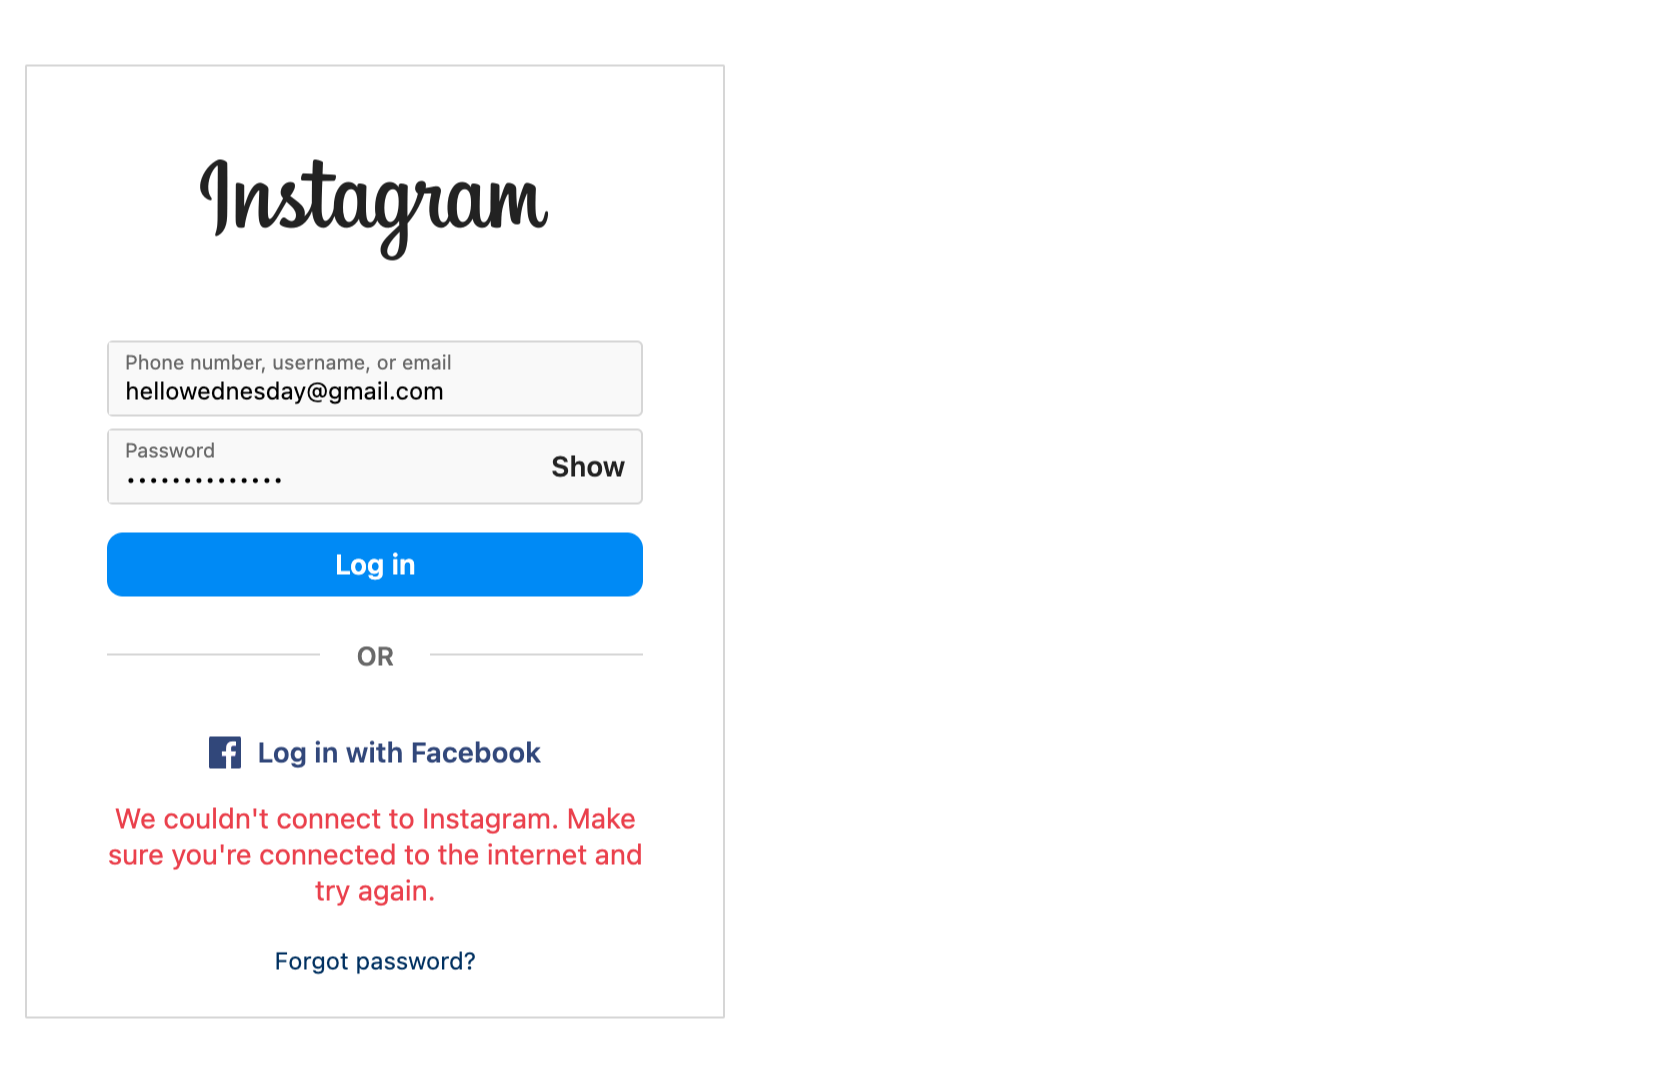 Instagram
Phone number, username, or email
hellowednesday@gmail.com
Password
••••••••••••••
Show
Log in
OR
Log in with Facebook
We couldn't connect to Instagram. Make
sure you're connected to the internet and
try again.
Forgot password?